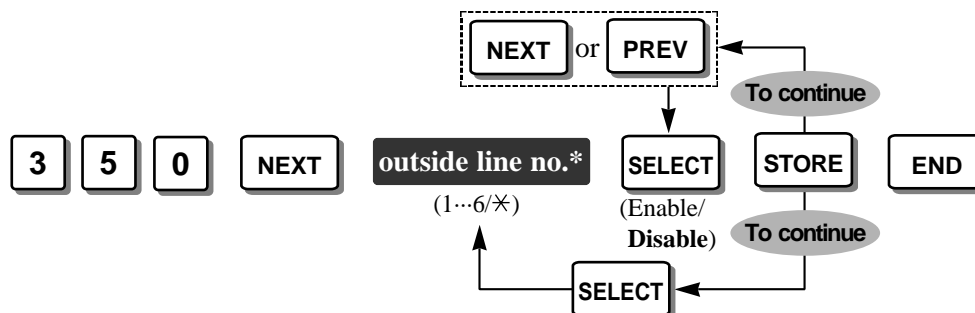 NEXT or PREV
To continue
3 5 0 NEXT outside line no.* SELECT STORE END
(1···6/✳)
(Enable/
Disable)
To continue
SELECT